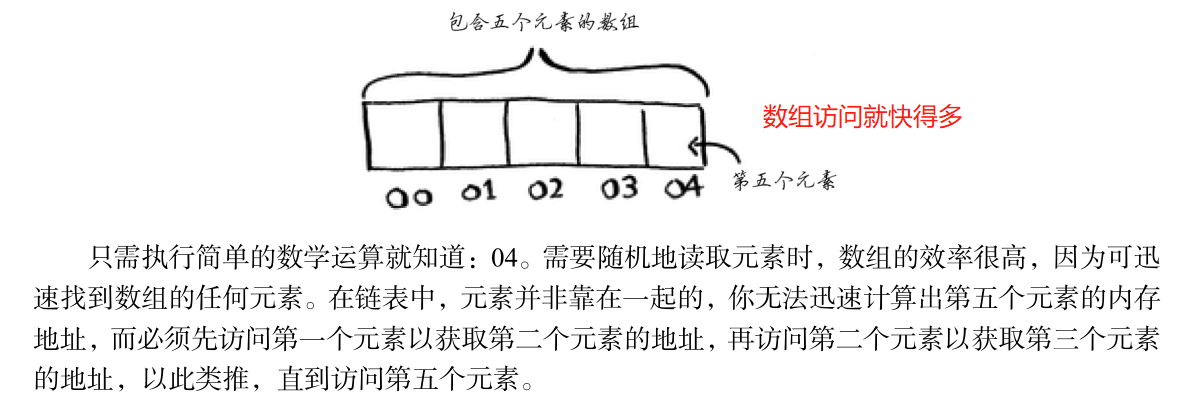 包含五个元素的数组
数组访问就快得多
第五个元素
00 01 02 03 04
只需执行简单的数学运算就知道：04。需要随机地读取元素时，数组的效率很高，因为可迅
速找到数组的任何元素。在链表中，元素并非靠在一起的，你无法迅速计算出第五个元素的内存
地址，而必须先访问第一个元素以获取第二个元素的地址，再访问第二个元素以获取第三个元素
的地址，以此类推，直到访问第五个元素。